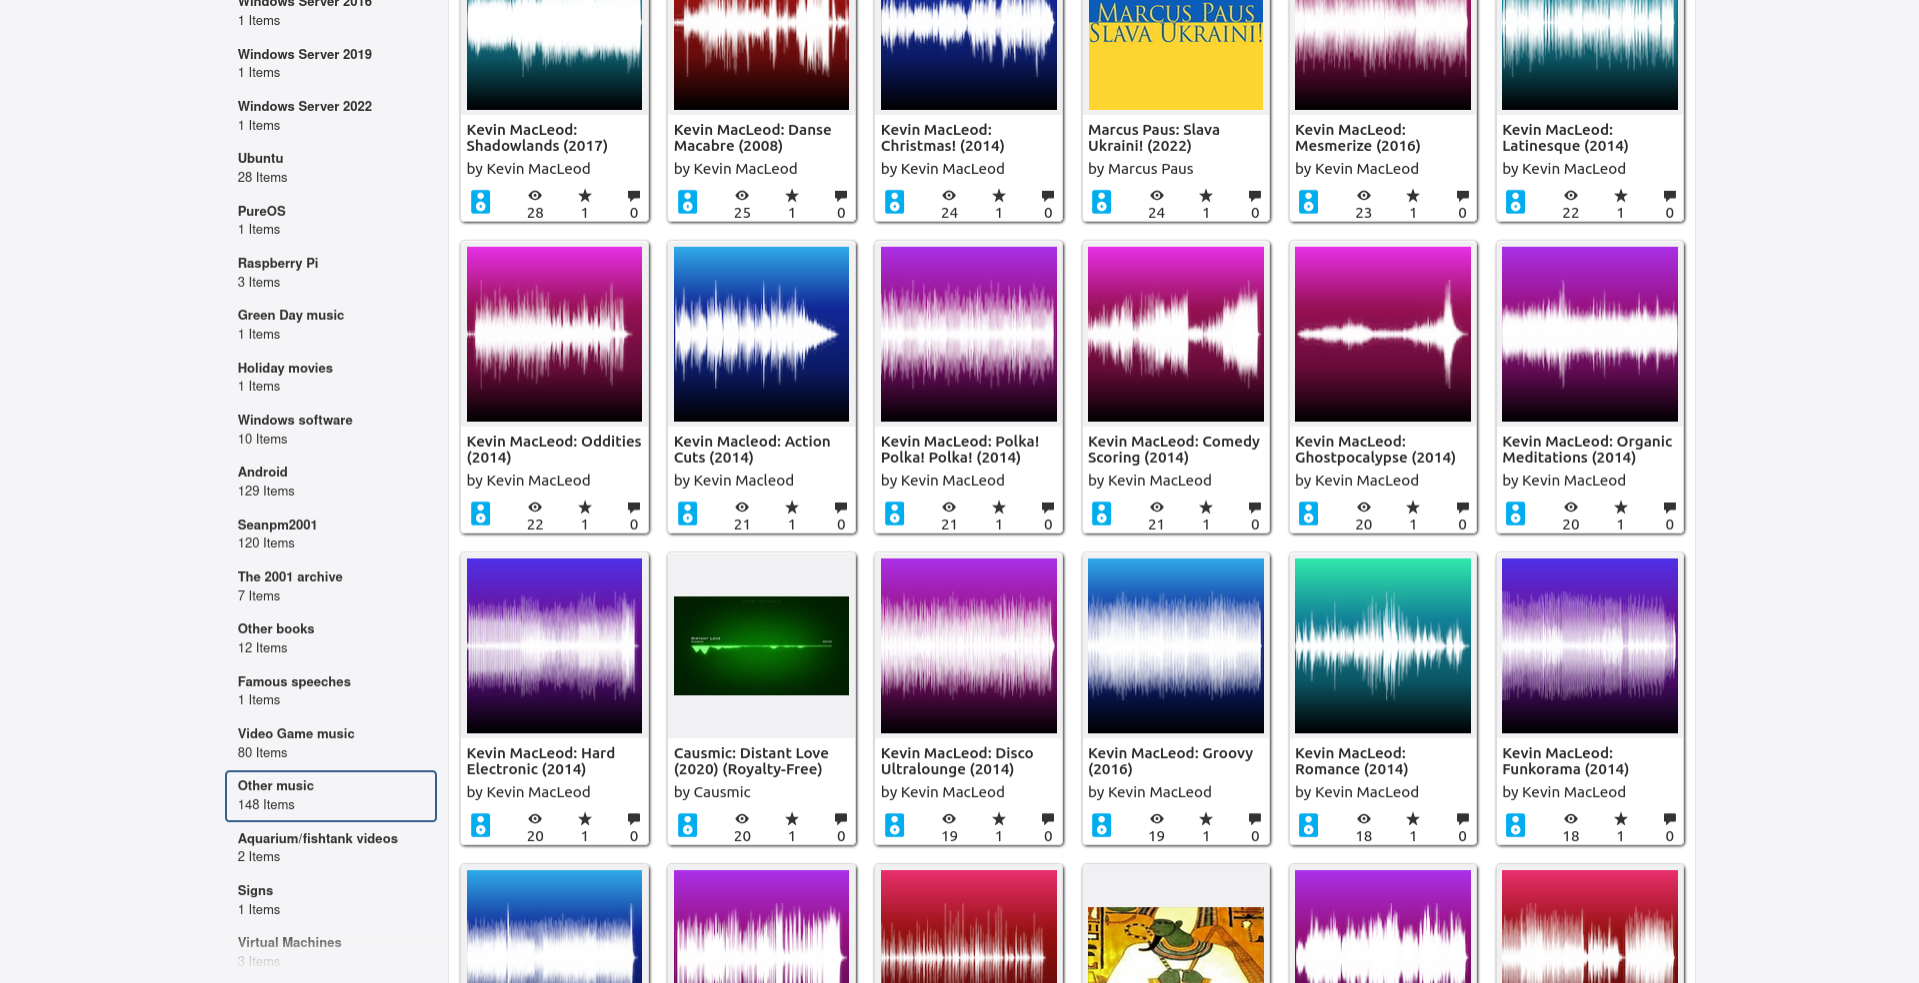 Windows Server 2016
1 Items
Windows Server 2019
1 Items
Windows Server 2022
1 Items
Ubuntu
28 Items
PureOS
1 Items
Raspberry Pi
3 Items
Green Day music
1 Items
Holiday movies
1 Items
Windows software
10 Items
Android
129 Items
Seanpm2001
120 Items
The 2001 archive
7 Items
Other books
12 Items
Famous speeches
1 Items
Video Game music
80 Items
Other music
148 Items
Aquarium/fishtank videos
2 Items
Signs
1 Items
Virtual Machines
3 Items
MARCUS PAUS
SLAVA UKRAINI!
Kevin MacLeod:
Shadowlands (2017)
by Kevin MacLeod
28 1 0
Kevin MacLeod: Danse
Macabre (2008)
by Kevin MacLeod
25 1 0
Kevin MacLeod:
Christmas! (2014)
by Kevin MacLeod
24 1 0
Marcus Paus: Slava
Ukraini! (2022)
by Marcus Paus
24 1 0
Kevin MacLeod:
Mesmerize (2016)
by Kevin MacLeod
23 1 0
Kevin MacLeod:
Latinesque (2014)
by Kevin MacLeod
22 1 0
Kevin MacLeod: Oddities
(2014)
by Kevin MacLeod
22 1 0
Kevin Macleod: Action
Cuts (2014)
by Kevin Macleod
21 1 0
Kevin MacLeod: Polka!
Polka! Polka! (2014)
by Kevin MacLeod
21 1 0
Kevin MacLeod: Comedy
Scoring (2014)
by Kevin MacLeod
21 1 0
Kevin MacLeod:
Ghostpocalypse (2014)
by Kevin MacLeod
20 1 0
Kevin MacLeod: Organic
Meditations (2014)
by Kevin MacLeod
20 1 0
Kevin MacLeod: Hard
Electronic (2014)
by Kevin MacLeod
20 1 0
Distant Love
Causmic: Distant Love
(2020) (Royalty-Free)
by Causmic
20 1 0
Kevin MacLeod: Disco
Ultralounge (2014)
by Kevin MacLeod
19 1 0
Kevin MacLeod: Groovy
(2016)
by Kevin MacLeod
19 1 0
Kevin MacLeod:
Romance (2014)
by Kevin MacLeod
18 1 0
Kevin MacLeod:
Funkorama (2014)
by Kevin MacLeod
18 1 0